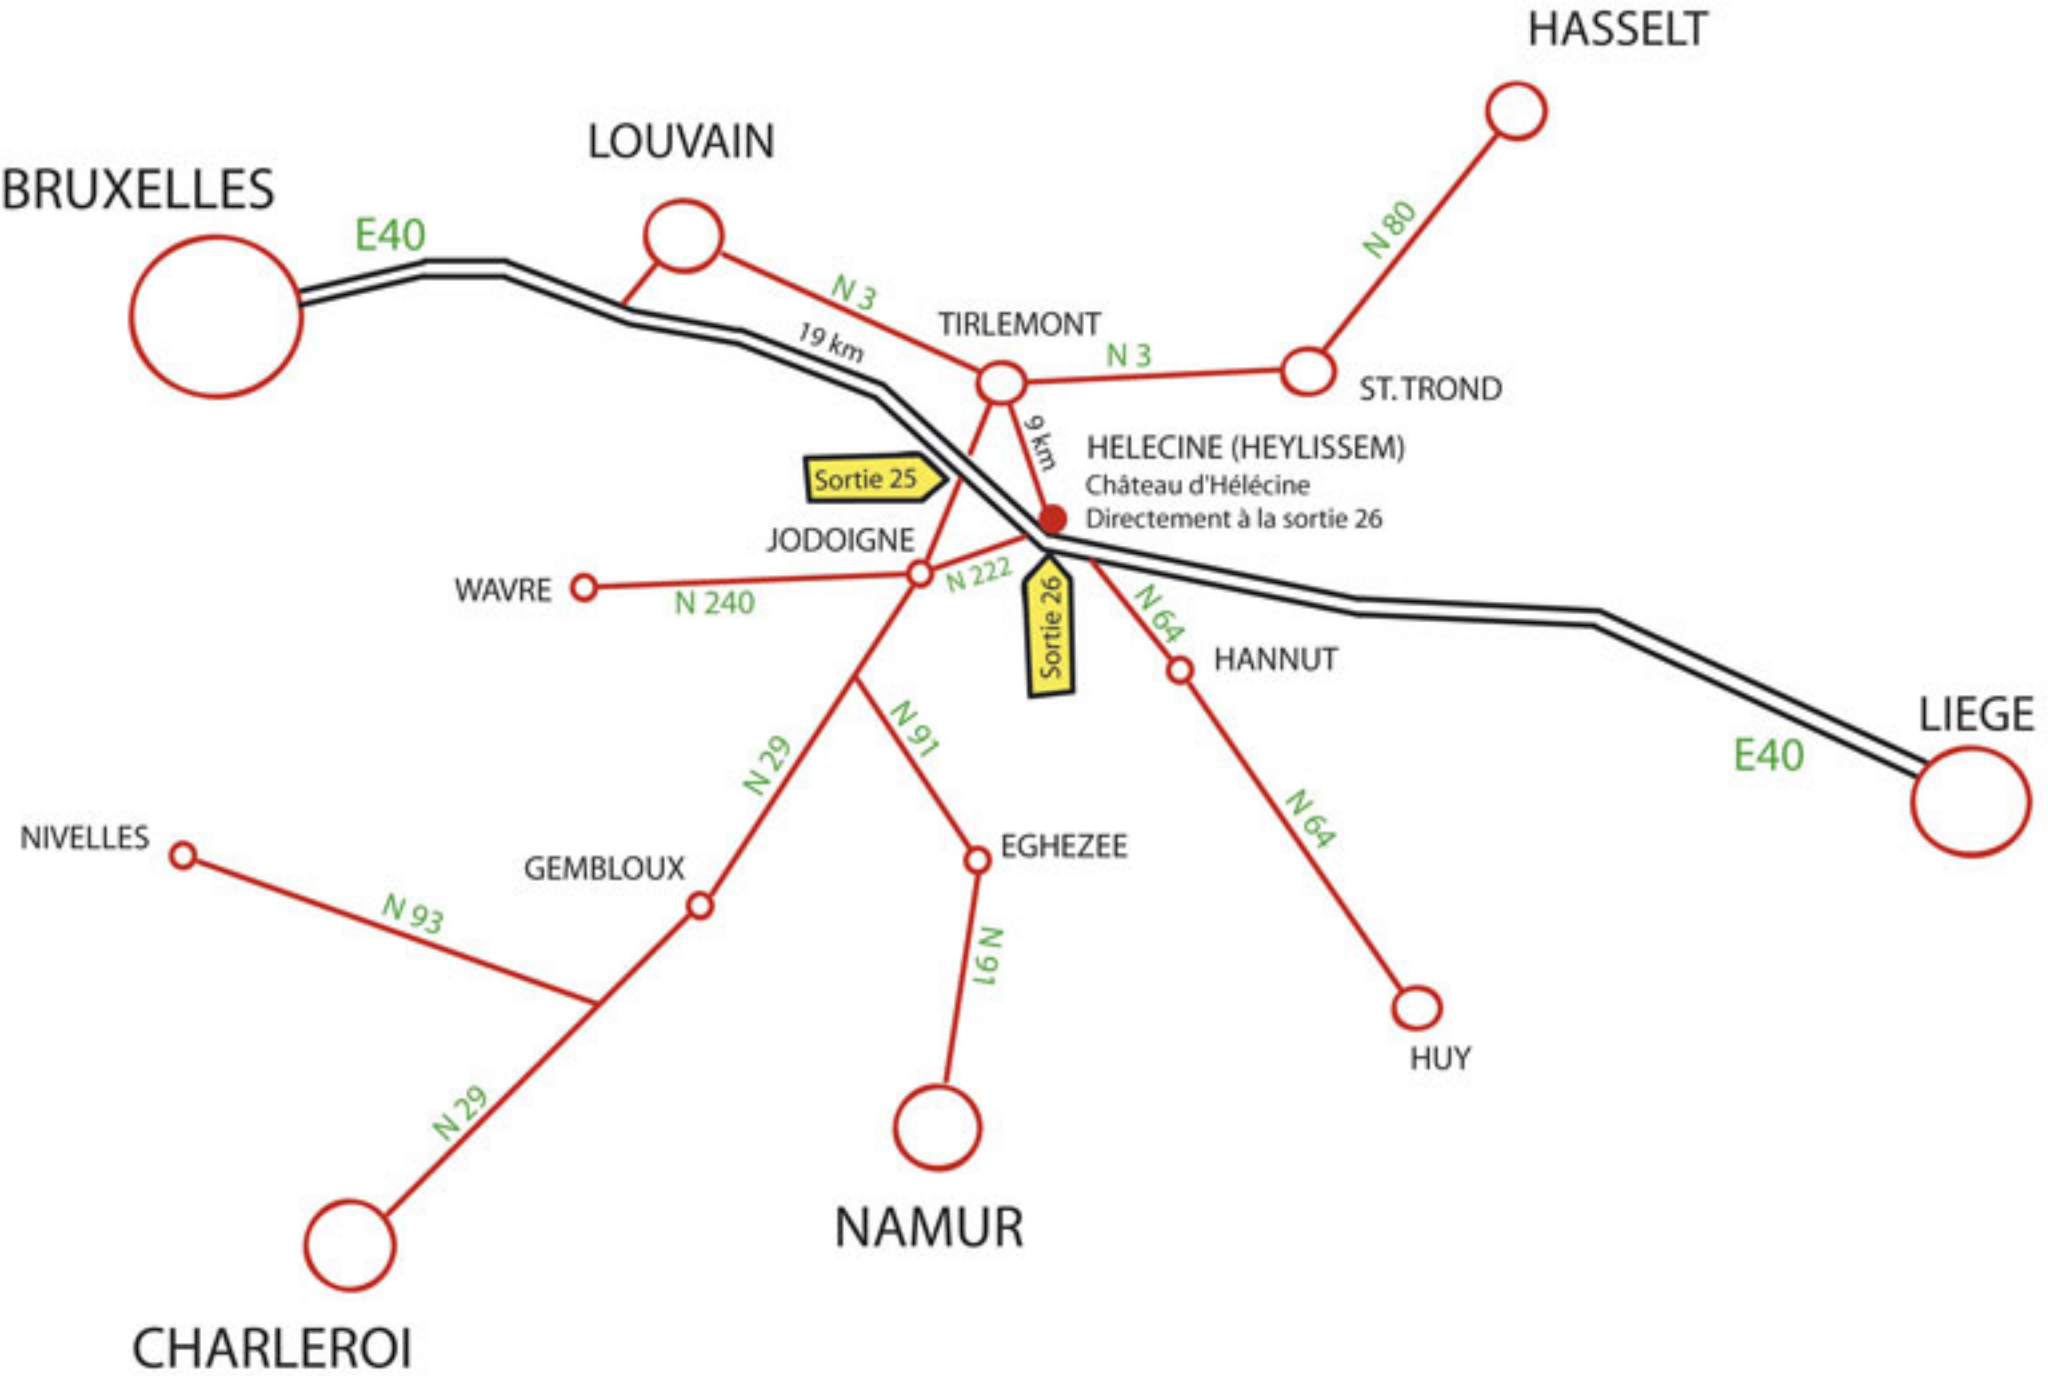 HASSELT
LOUVAIN
BRUXELLES
E40
N 80
N 3
19 km
TIRLEMONT
N 3
ST. TROND
9 km
HELECINE (HEYLISSEM)
Château d'Hélécine
Directement à la sortie 26
Sortie 25
JODOIGNE
WAVRE
N 240
N 222
Sortie 26
N 64
HANNUT
LIEGE
E40
N 91
N 29
N 64
NIVELLES
GEMBLOUX
EGHEZEE
N 93
N 91
HUY
N 29
NAMUR
CHARLEROI